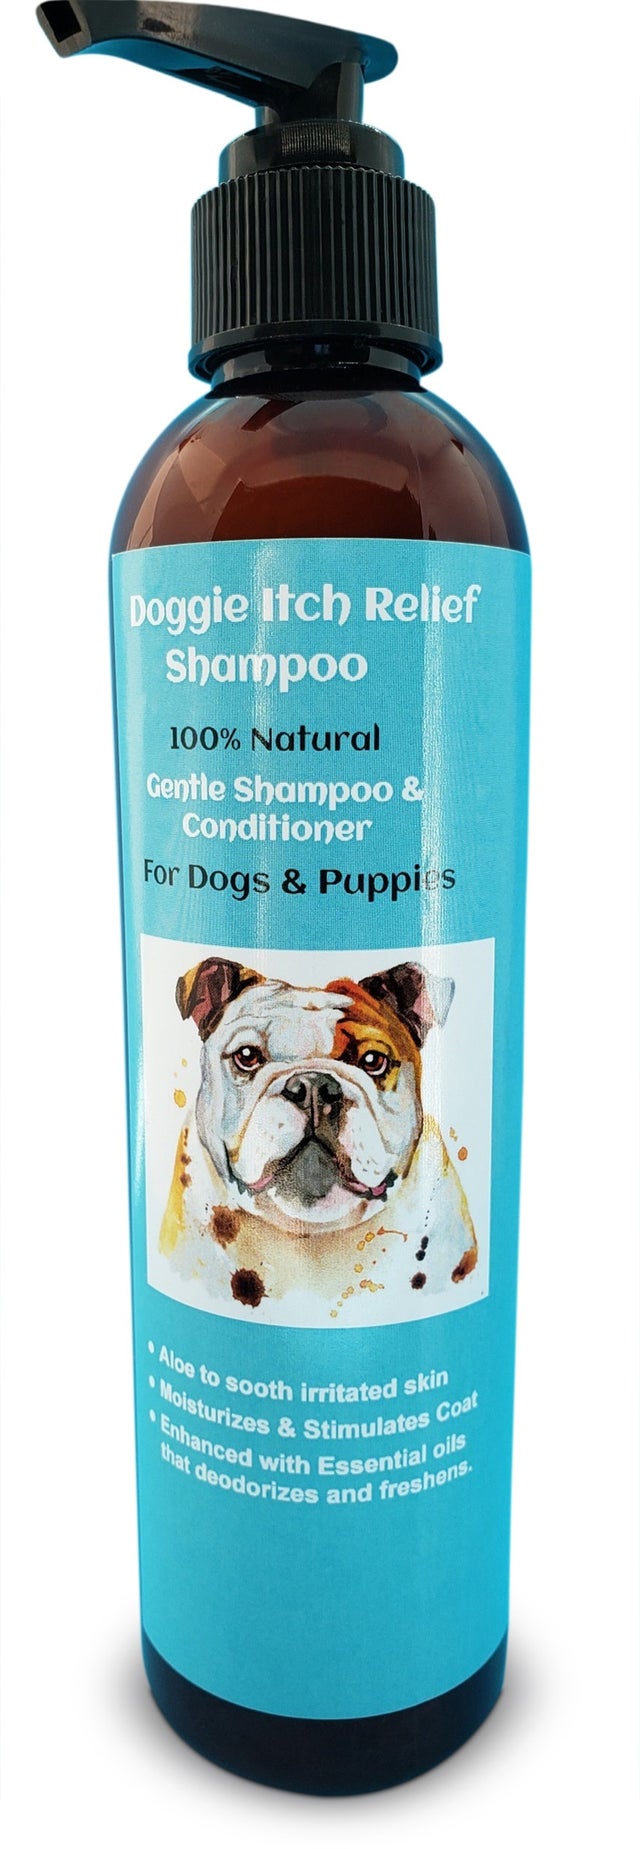 Doggie Itch Relief
Shampoo
100% Natural
Gentle Shampoo &
Conditioner
For Dogs & Puppies
• Aloe to sooth irritated skin
• Moisturizes & Stimulates Coat
• Enhanced with Essential oils
that deodorizes and freshens.